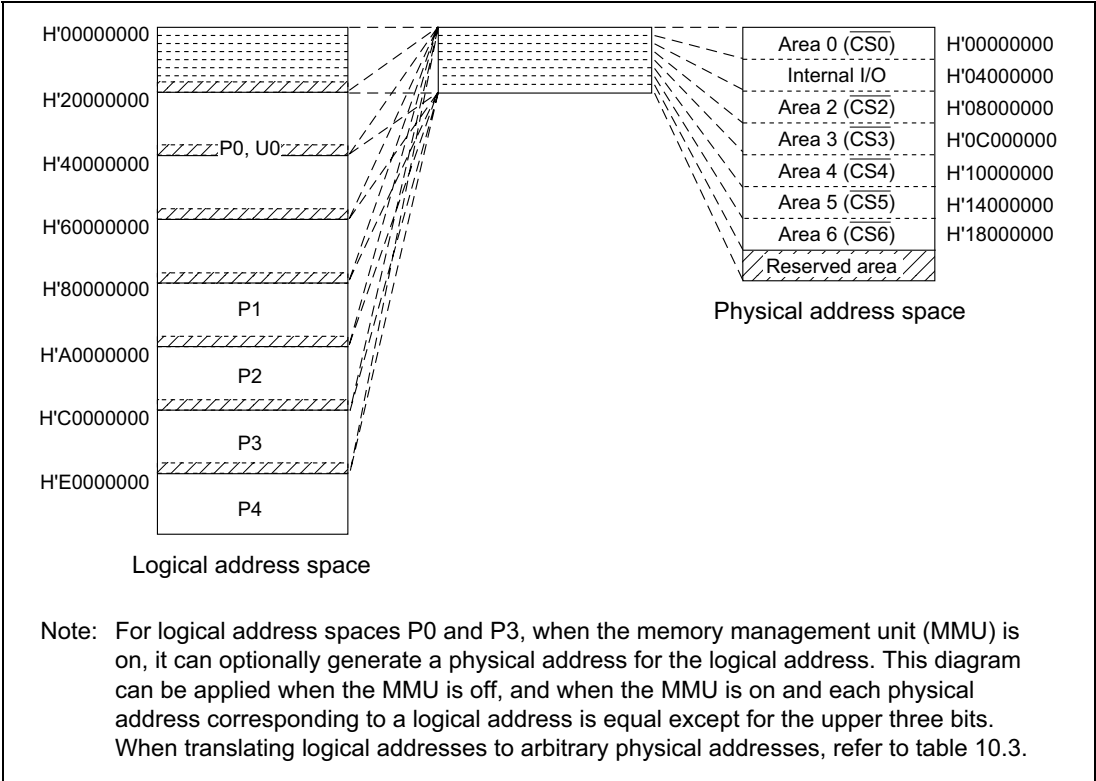 H'00000000
H'20000000
P0, U0
H'40000000
H'60000000
H'80000000
P1
H'A0000000
P2
H'C0000000
P3
H'E0000000
P4
Logical address space
Area 0 (CS0) H'00000000
Internal I/O H'04000000
Area 2 (CS2) H'08000000
Area 3 (CS3) H'0C000000
Area 4 (CS4) H'10000000
Area 5 (CS5) H'14000000
Area 6 (CS6) H'18000000
Reserved area
Physical address space
Note: For logical address spaces P0 and P3, when the memory management unit (MMU) is
on, it can optionally generate a physical address for the logical address. This diagram
can be applied when the MMU is off, and when the MMU is on and each physical
address corresponding to a logical address is equal except for the upper three bits.
When translating logical addresses to arbitrary physical addresses, refer to table 10.3.